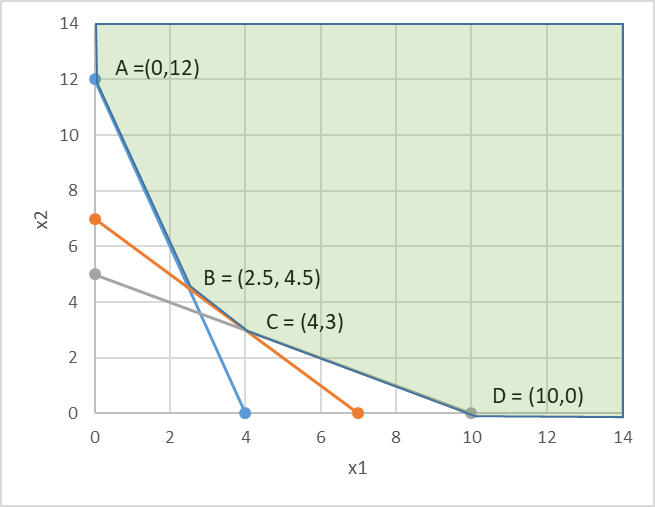 14
12
10
8
6
4
2
0
x2
A =(0,12)
B = (2.5, 4.5)
C = (4,3)
D = (10,0)
0 2 4 6 8 10 12 14
x1